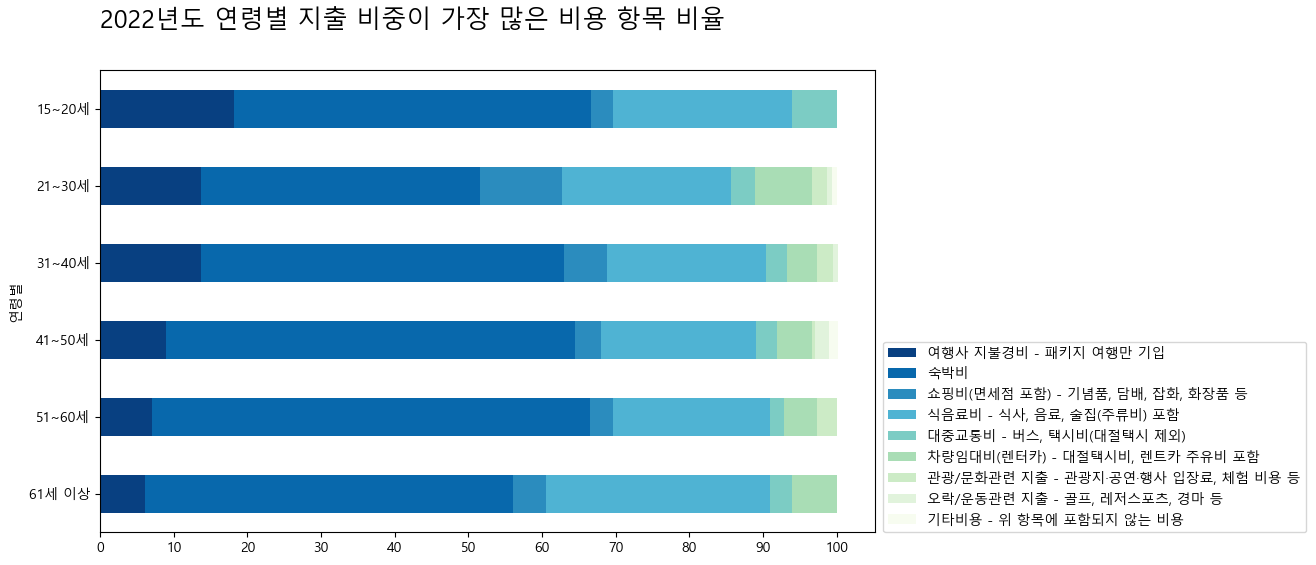 2022년도 연령별 지출 비중이 가장 많은 비용 항목 비율
15~20세
21~30세
31~40세
연령별
41~50세
51~60세
61세 이상
0 10 20 30 40 50 60 70 80 90 100
여행사 지불경비 - 패키지 여행만 기입
숙박비
쇼핑비(면세점 포함) - 기념품, 담배, 잡화, 화장품 등
식음료비 - 식사, 음료, 술집(주류비) 포함
대중교통비 - 버스, 택시비(대절택시 제외)
차량임대비(렌터카) - 대절택시비, 렌트카 주유비 포함
관광/문화관련 지출 - 관광지·공연·행사 입장료, 체험 비용 등
오락/운동관련 지출 - 골프, 레저스포츠, 경마 등
기타비용 - 위 항목에 포함되지 않는 비용